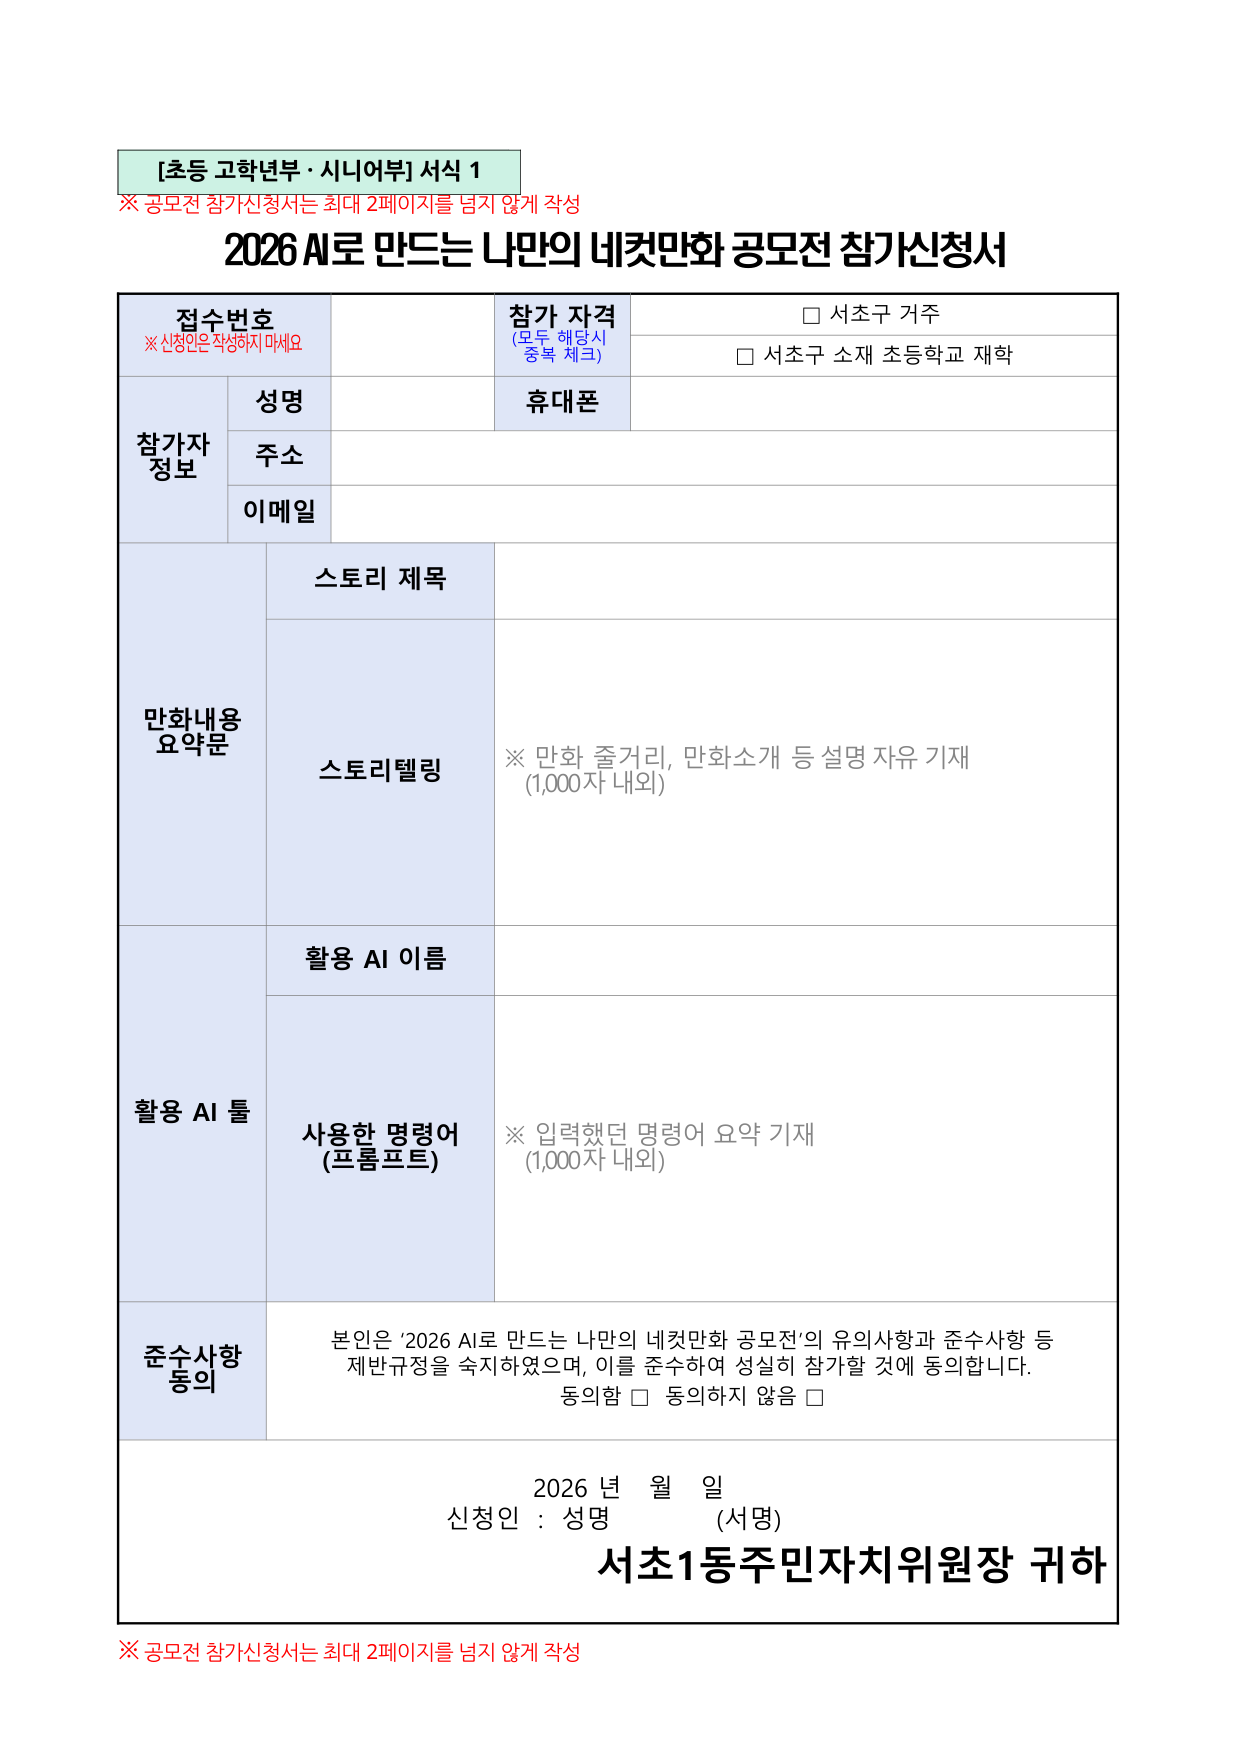 [초등 고학년부 · 시니어부] 서식 1
※ 공모전 참가신청서는 최대 2페이지를 넘지 않게 작성
2026 AI로 만드는 나만의 네컷만화 공모전 참가신청서
접수번호
※ 신청인은 작성하지 마세요
참가 자격
(모두 해당시
중복 체크)
□ 서초구 거주
□ 서초구 소재 초등학교 재학
참가자
정보
성명
휴대폰
주소
이메일
만화내용
요약문
스토리 제목
스토리텔링
※ 만화 줄거리, 만화소개 등 설명 자유 기재
(1,000자 내외)
활용 AI 툴
활용 AI 이름
사용한 명령어
(프롬프트)
※ 입력했던 명령어 요약 기재
(1,000자 내외)
준수사항
동의
본인은 ‘2026 AI로 만드는 나만의 네컷만화 공모전’의 유의사항과 준수사항 등
제반규정을 숙지하였으며, 이를 준수하여 성실히 참가할 것에 동의합니다.
동의함 □ 동의하지 않음 □
2026 년 월 일
신청인 : 성명 (서명)
서초1동주민자치위원장 귀하
※ 공모전 참가신청서는 최대 2페이지를 넘지 않게 작성